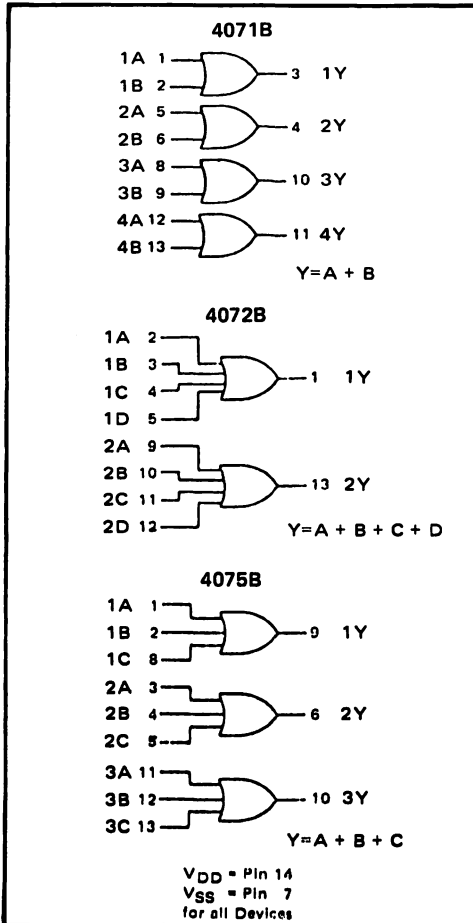 4071B
1A 1
1B 2
3 1Y
2A 5
2B 6
4 2Y
3A 8
3B 9
10 3Y
4A 12
4B 13
11 4Y
Y=A + B
4072B
1A 2
1B 3
1C 4
1D 5
1 1Y
2A 9
2B 10
2C 11
2D 12
13 2Y
Y=A + B + C + D
4075B
1A 1
1B 2
1C 8
9 1Y
2A 3
2B 4
2C 5
6 2Y
3A 11
3B 12
3C 13
10 3Y
Y=A + B + C
VDD = Pin 14
VSS = Pin 7
for all Devices